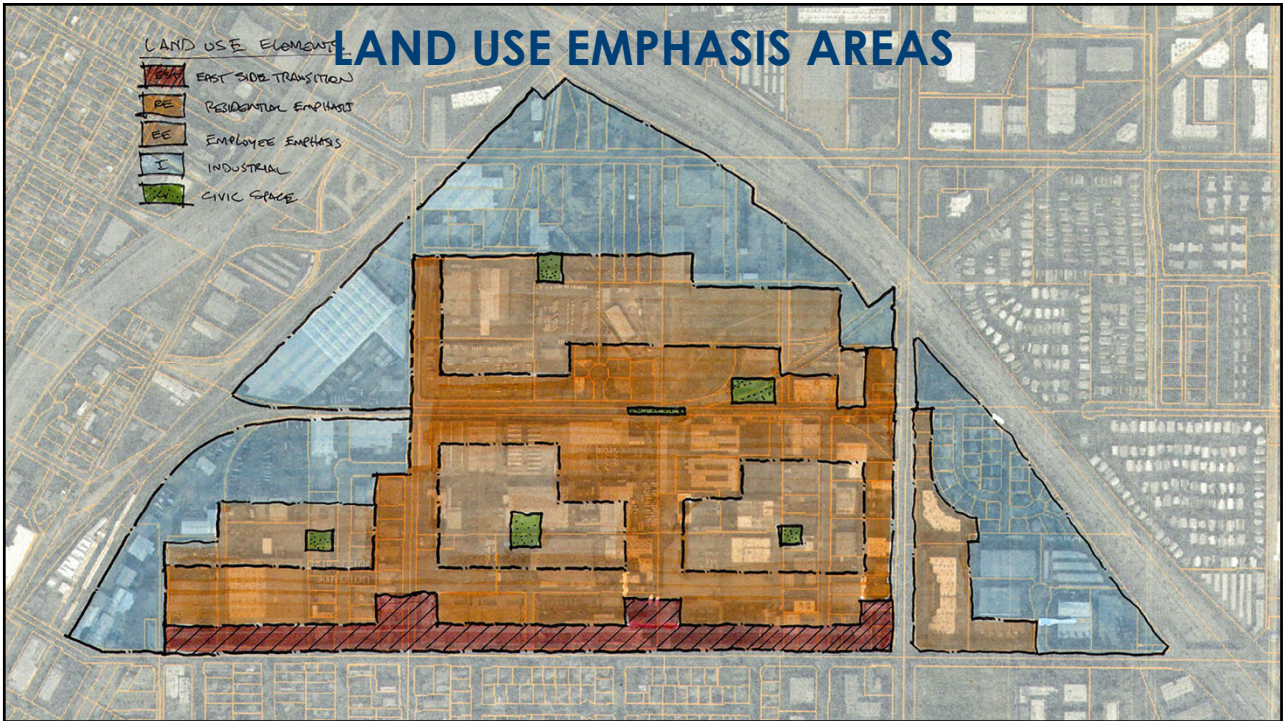 LAND USE EMPHASIS AREAS
LAND USE ELEMENTS
EAST SIDE TRANSITION
RE RESIDENTIAL EMPHASIS
EE EMPLOYEE EMPHASIS
I INDUSTRIAL
CIVIC SPACE